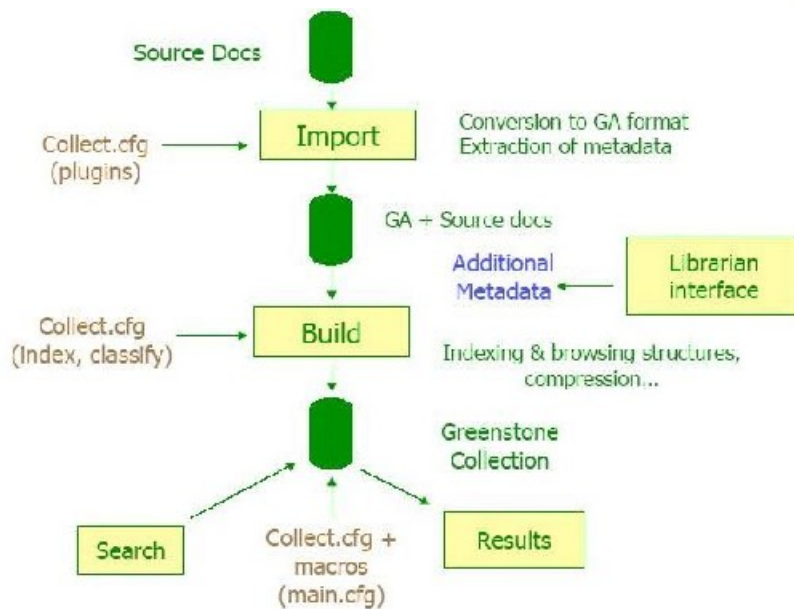 Source Docs
Import
Conversion to GA format
Extraction of metadata
Collect.cfg
(plugins)
GA + Source docs
Additional
Metadata
Librarian
interface
Collect.cfg
(index, classify)
Build
Indexing & browsing structures,
compression...
Greenstone
Collection
Search
Collect.cfg +
macros
(main.cfg)
Results